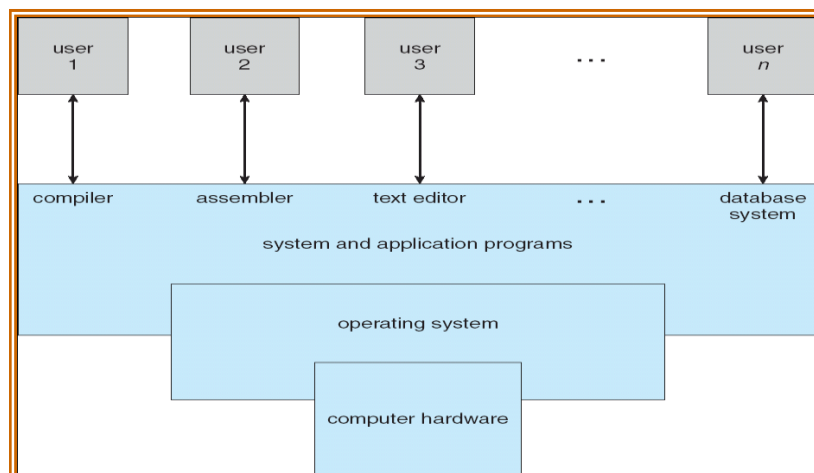 user
1
user
2
user
3
...
user
n
compiler
assembler
text editor
...
database
system
system and application programs
operating system
computer hardware